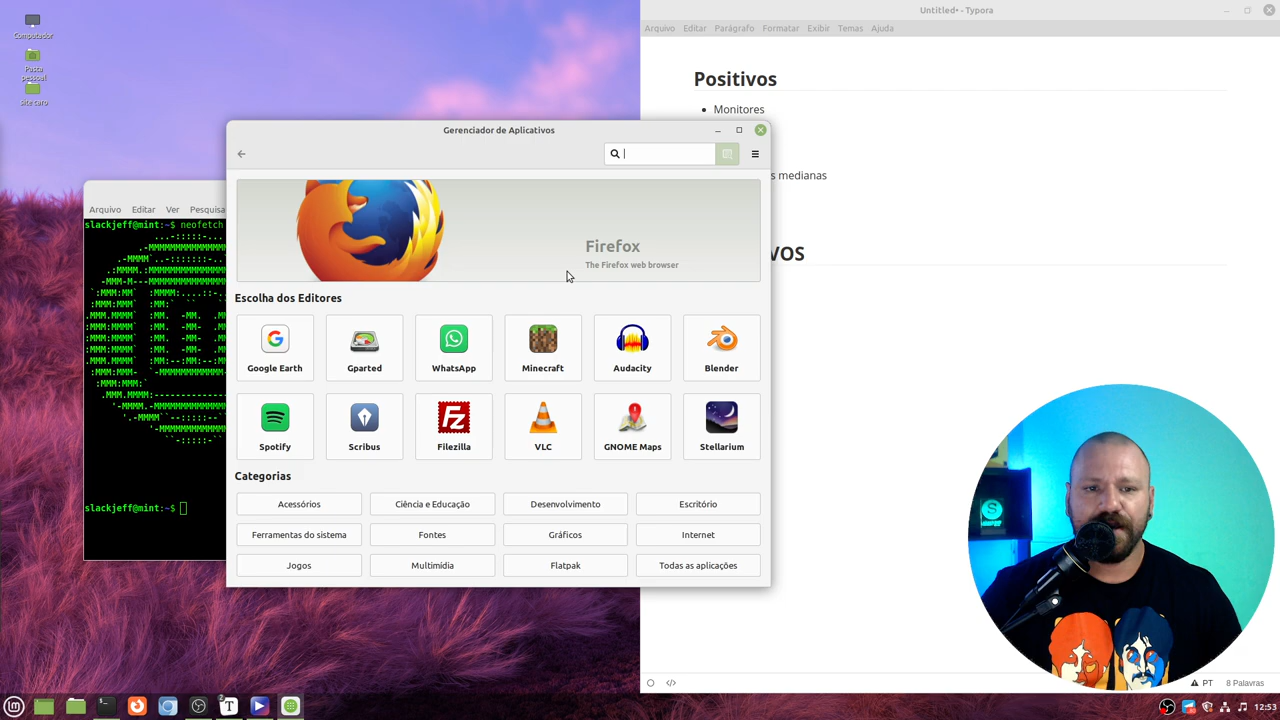 Computador
Pasca
pessoal
site caro
Untitled• - Typora
Arquivo Editar Parágrafo Formatar Exibir Temas Ajuda
Positivos
Monitores
s medianas
vos
Gerenciador de Aplicativos
Firefox
The Firefox web browser
Escolha dos Editores
Google Earth
Gparted
WhatsApp
Minecraft
Audacity
Blender
Spotify
Scribus
Filezilla
VLC
GNOME Maps
Stellarium
Categorias
Acessórios
Ciência e Educação
Desenvolvimento
Escritório
Ferramentas do sistema
Fontes
Gráficos
Internet
Jogos
Multimídia
Flatpak
Todas as aplicações
Arquivo Editar Ver Pesquisa
slackjeff@mint:~$ neofetch
slackjeff@mint:~$
</> PT 8 Palavras
12:53